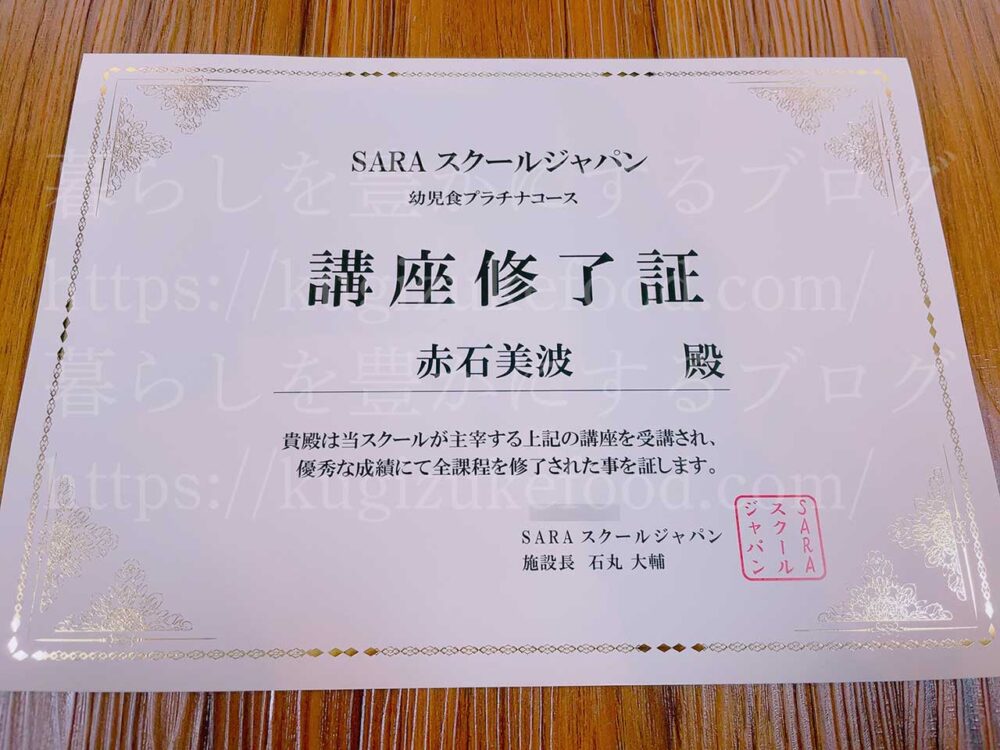 SARA スクールジャパン
幼児食プラチナコース
講座修了証
赤石美波 殿
貴殿は当スクールが主宰する上記の講座を受講され、
優秀な成績にて全課程を修了された事を証します。
SARA スクールジャパン
施設長 石丸 大輔
SARA
スクール
ジャパン
暮らしを豊かにするブログ
https://kugizukefood.com/
暮らしを豊かにするブログ
https://kugizukefood.com/